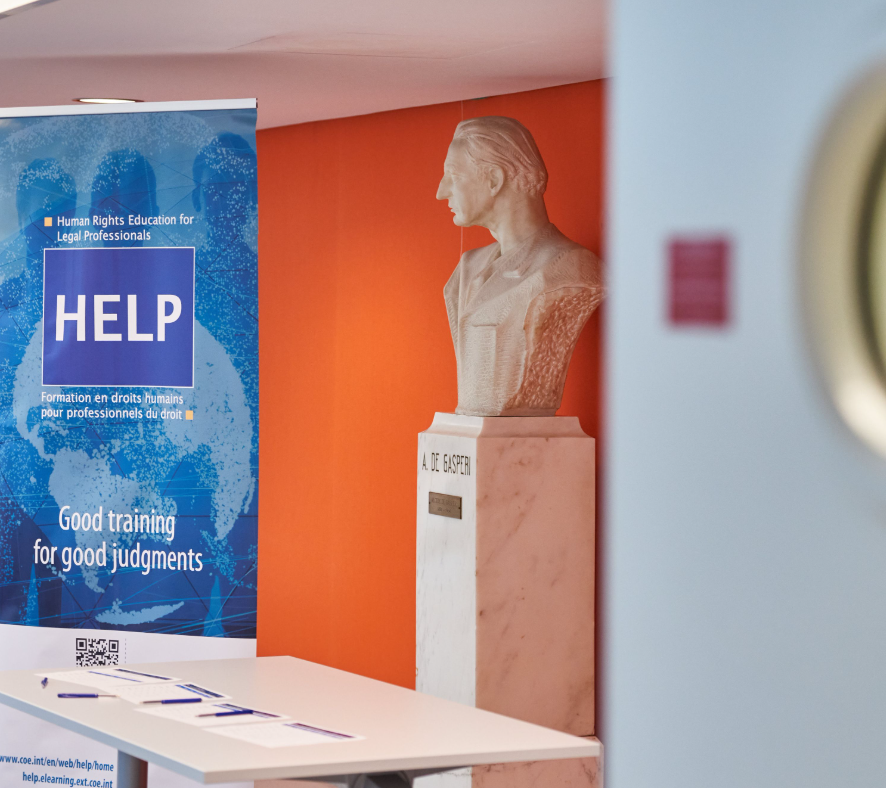 Human Rights Education for
Legal Professionals
HELP
Formation en droits humains
pour professionnels du droit
Good training
for good judgments
www.coe.int/en/web/help/home
help.elearning.ext.coe.int
A. DE GASPERI